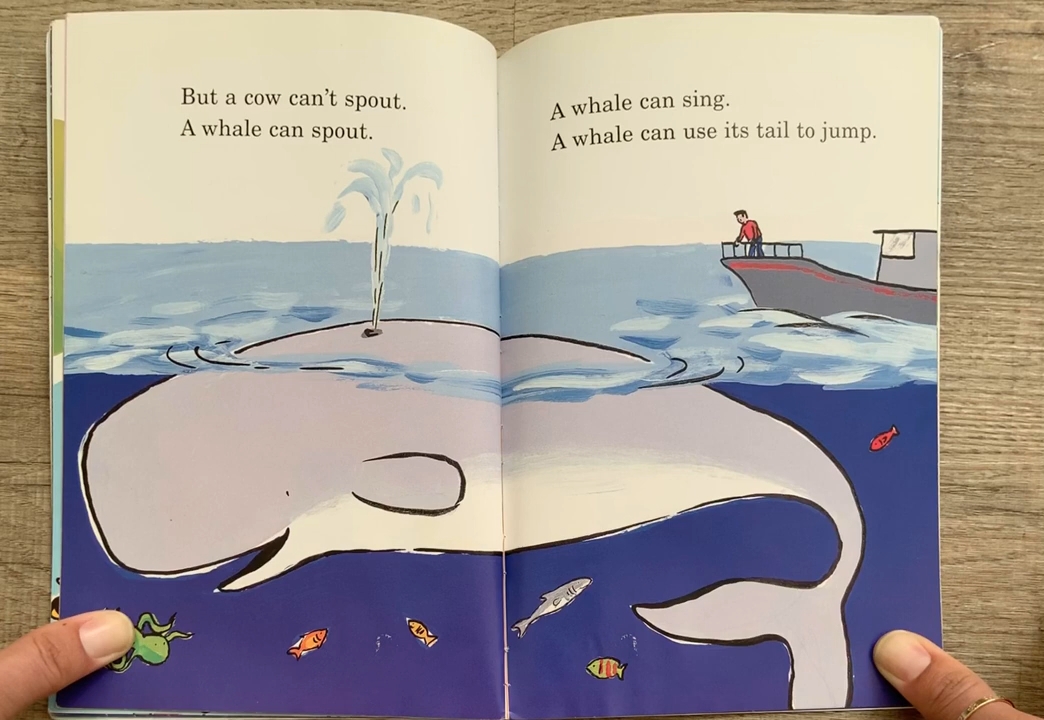 But a cow can't spout.
A whale can spout.
A whale can sing.
A whale can use its tail to jump.